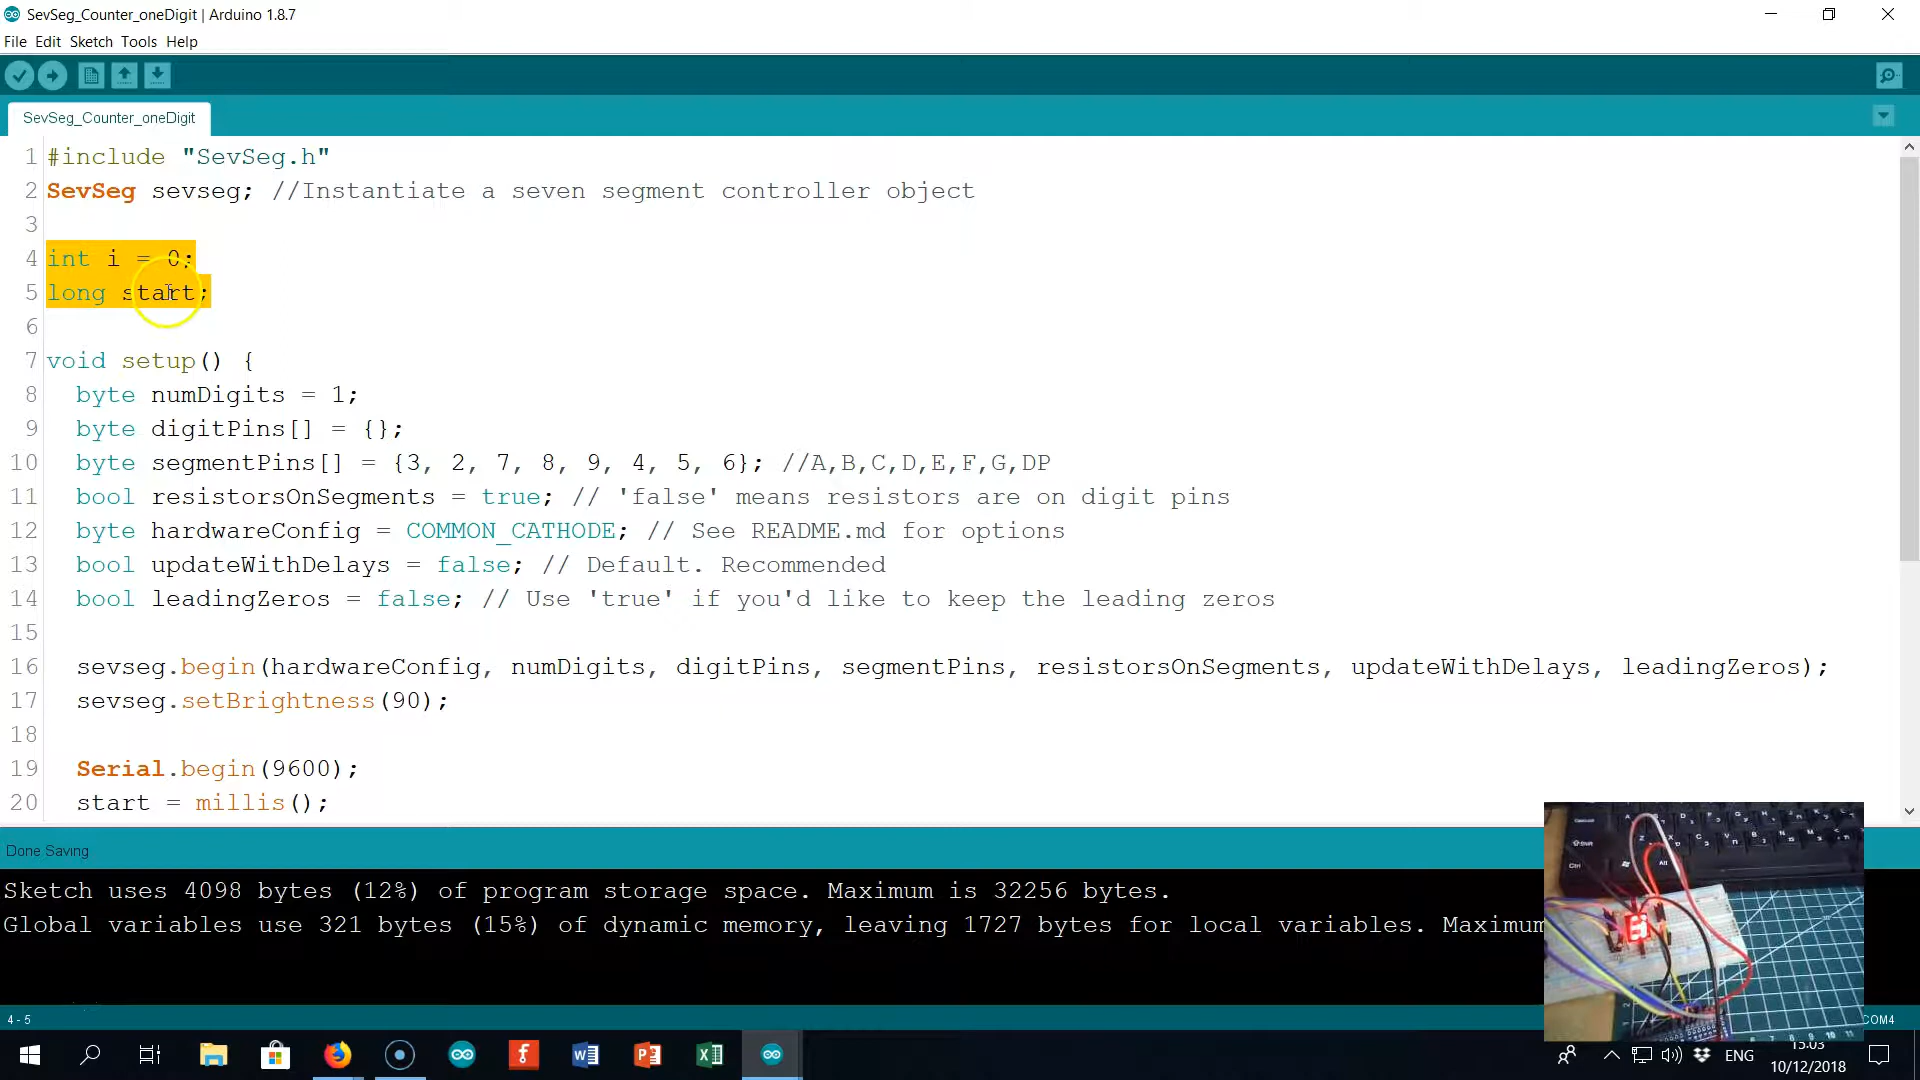 SevSeg_Counter_oneDigit | Arduino 1.8.7
File Edit Sketch Tools Help
SevSeg_Counter_oneDigit
1 #include "SevSeg.h"
2 SevSeg sevseg; //Instantiate a seven segment controller object
3
4 int i = 0;
5 long start;
6
7 void setup() {
8 byte numDigits = 1;
9 byte digitPins[] = {};
10 byte segmentPins[] = {3, 2, 7, 8, 9, 4, 5, 6}; //A,B,C,D,E,F,G,DP
11 bool resistorsOnSegments = true; // 'false' means resistors are on digit pins
12 byte hardwareConfig = COMMON_CATHODE; // See README.md for options
13 bool updateWithDelays = false; // Default. Recommended
14 bool leadingZeros = false; // Use 'true' if you'd like to keep the leading zeros
15
16 sevseg.begin(hardwareConfig, numDigits, digitPins, segmentPins, resistorsOnSegments, updateWithDelays, leadingZeros);
17 sevseg.setBrightness(90);
18
19 Serial.begin(9600);
20 start = millis();
Done Saving
Sketch uses 4098 bytes (12%) of program storage space. Maximum is 32256 bytes.
Global variables use 321 bytes (15%) of dynamic memory, leaving 1727 bytes for local variables. Maximum
4 - 5
COM4
ENG
15:03
10/12/2018